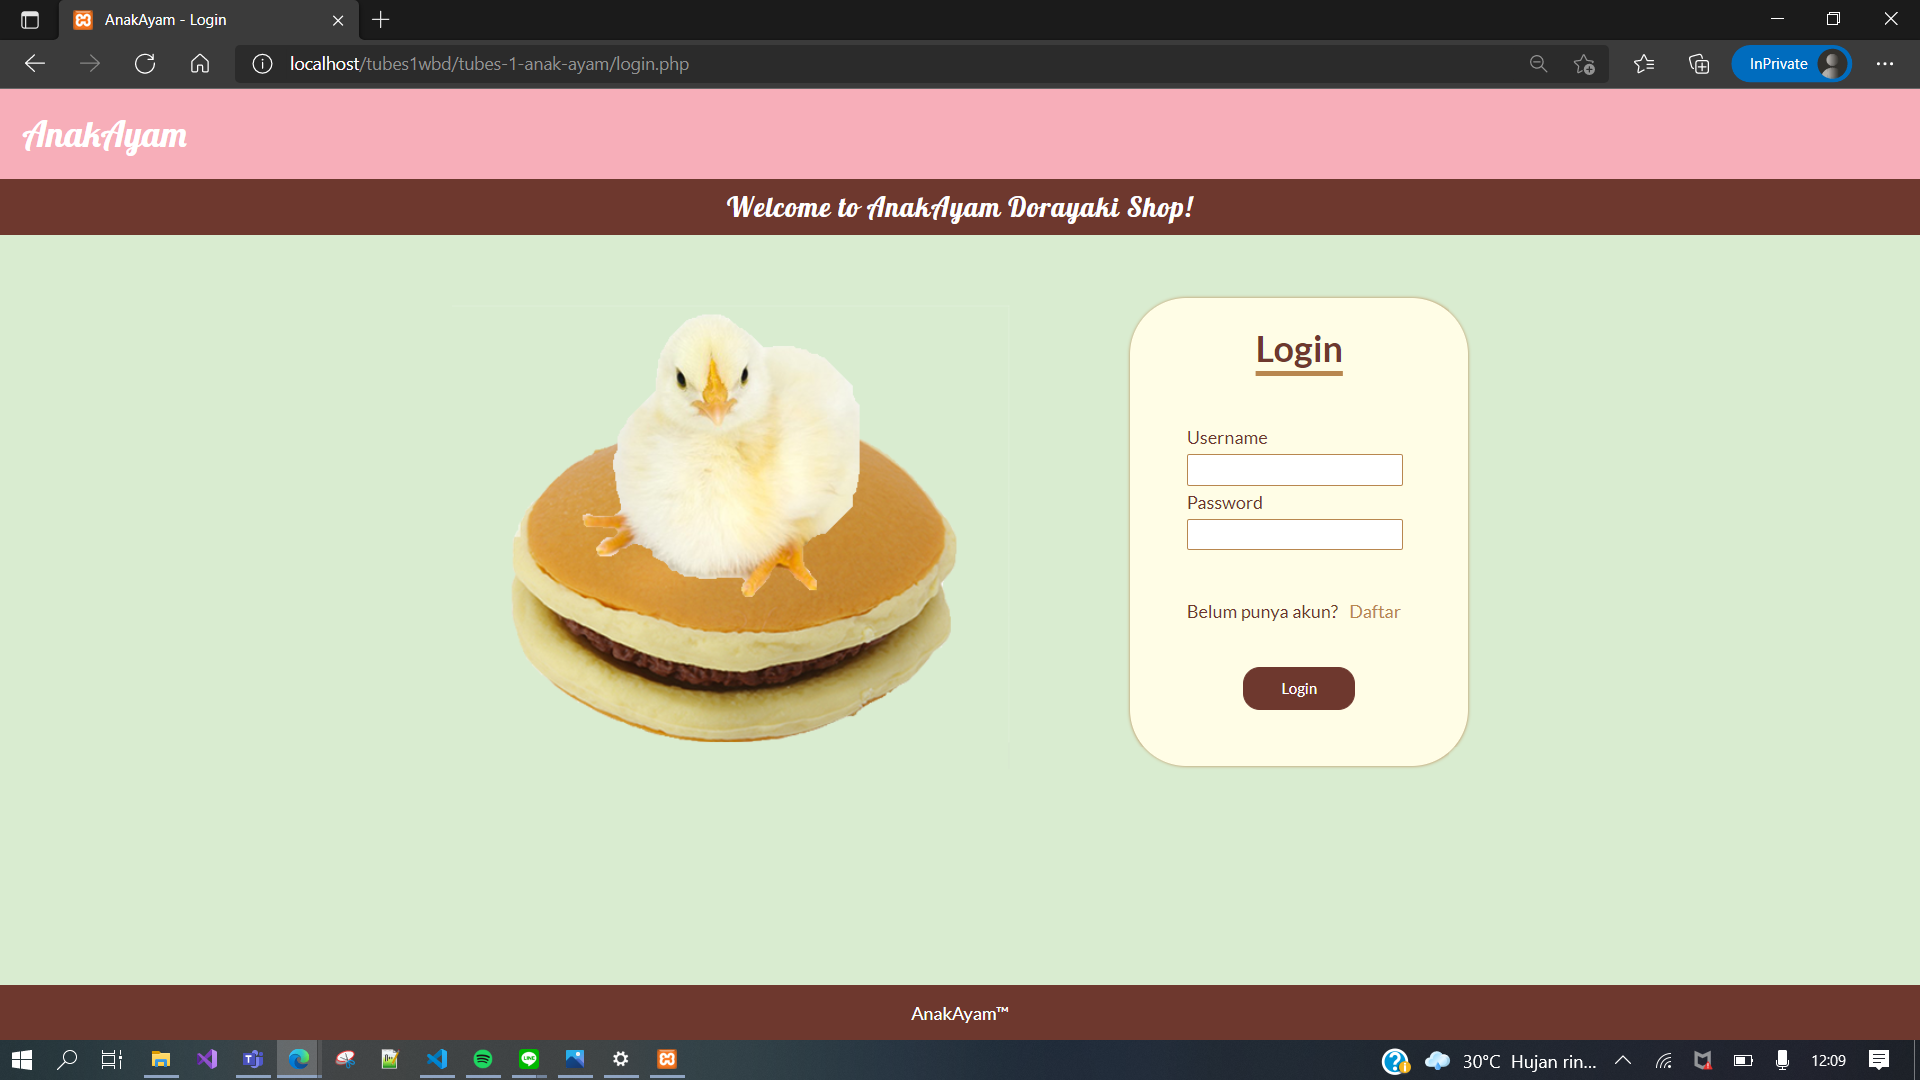 AnakAyam - Login
localhost/tubes1wbd/tubes-1-anak-ayam/login.php
InPrivate
AnakAyam
Welcome to AnakAyam Dorayaki Shop!
Login
Username
Password
Belum punya akun? Daftar
Login
AnakAyam™
30°C Hujan rin...
12:09